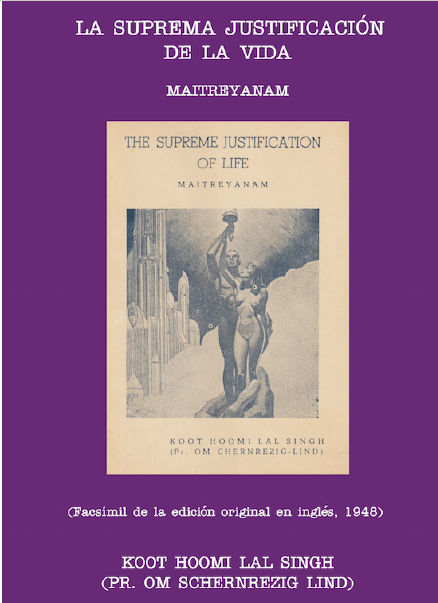 LA SUPREMA JUSTIFICACIÓN
DE LA VIDA
MAITREYANAM
THE SUPREME JUSTIFICATION
OF LIFE
MAITREYANAM
KOOT HOOMI LAL SINGH
(Pr. OM CHERNREZIG-LIND)
(Facsímil de la edición original en inglés, 1948)
KOOT HOOMI LAL SINGH
(PR. OM SCHERNREZIG LIND)